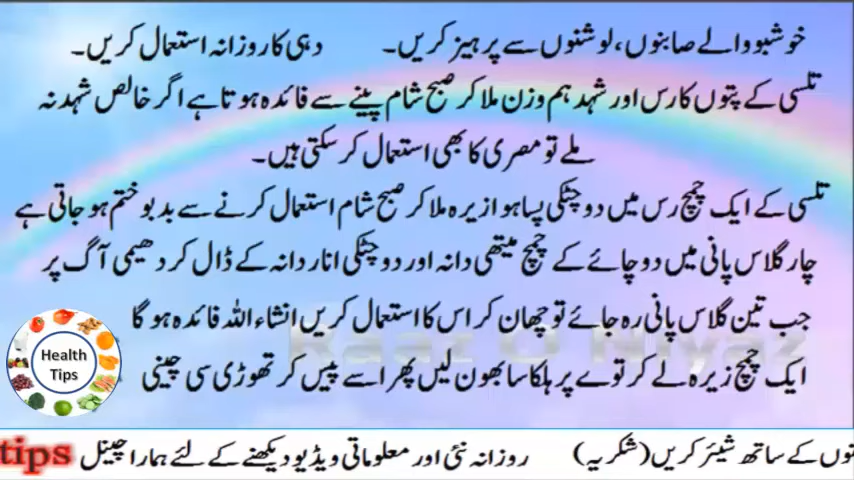 خوشبو والے صابنوں، لوشنوں سے پرہیز کریں۔ دہی کا روزانہ استعمال کریں۔
تلسی کے پتوں کا رس اور شہد ہم وزن ملا کر صبح شام پینے سے فائدہ ہوتا ہے اگر خالص شہد نہ
ملے تو مصری کا بھی استعمال کر سکتی ہیں۔
تلسی کے ایک چمچ رس میں دو چٹکی پسا ہوا زیرہ ملا کر صبح شام استعمال کرنے سے بدبو ختم ہو جاتی ہے
چار گلاس پانی میں دو چائے کے چمچ میتھی دانہ اور دو چٹکی انار دانہ کے ڈال کر دھیمی آگ پر
جب تین گلاس پانی رہ جائے تو چھان کر اس کا استعمال کریں انشاء اللہ فائدہ ہو گا
Raaz O Niyaz
ایک چمچ زیرہ لے کر توے پر ہلکا سا بھون لیں پھر اسے پیس کر تھوڑی سی چینی
Health
Tips
توں کے ساتھ شیئر کریں (شکریہ) روزانہ نئی اور معلوماتی ویڈیو دیکھنے کے لئے ہمارا چینل tips